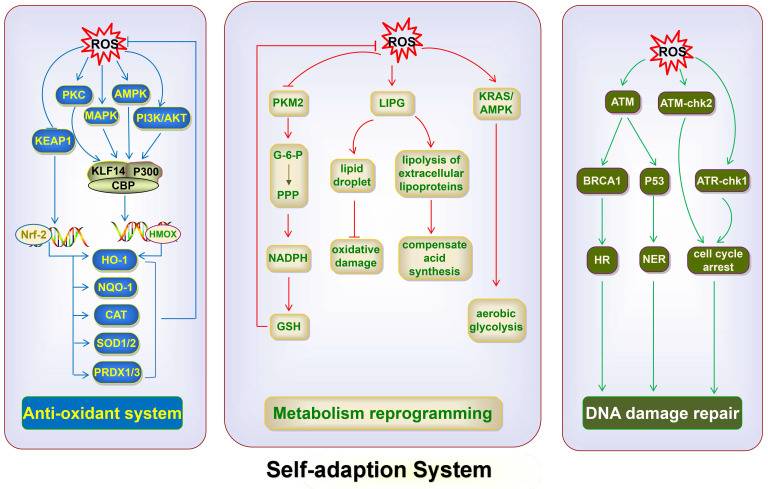 ROS
PKC
AMPK
MAPK
PI3K/AKT
KEAP1
KLF14
P300
CBP
Nrf-2
HMOX
HO-1
NQO-1
CAT
SOD1/2
PRDX1/3
Anti-oxidant system
ROS
PKM2
LIPG
KRAS/
AMPK
G-6-P
PPP
lipid
droplet
lipolysis of
extracellular
lipoproteins
NADPH
oxidative
damage
compensate
acid
synthesis
GSH
aerobic
glycolysis
Metabolism reprogramming
ROS
ATM
ATM-chk2
BRCA1
P53
ATR-chk1
HR
NER
cell cycle
arrest
DNA damage repair
Self-adaption System